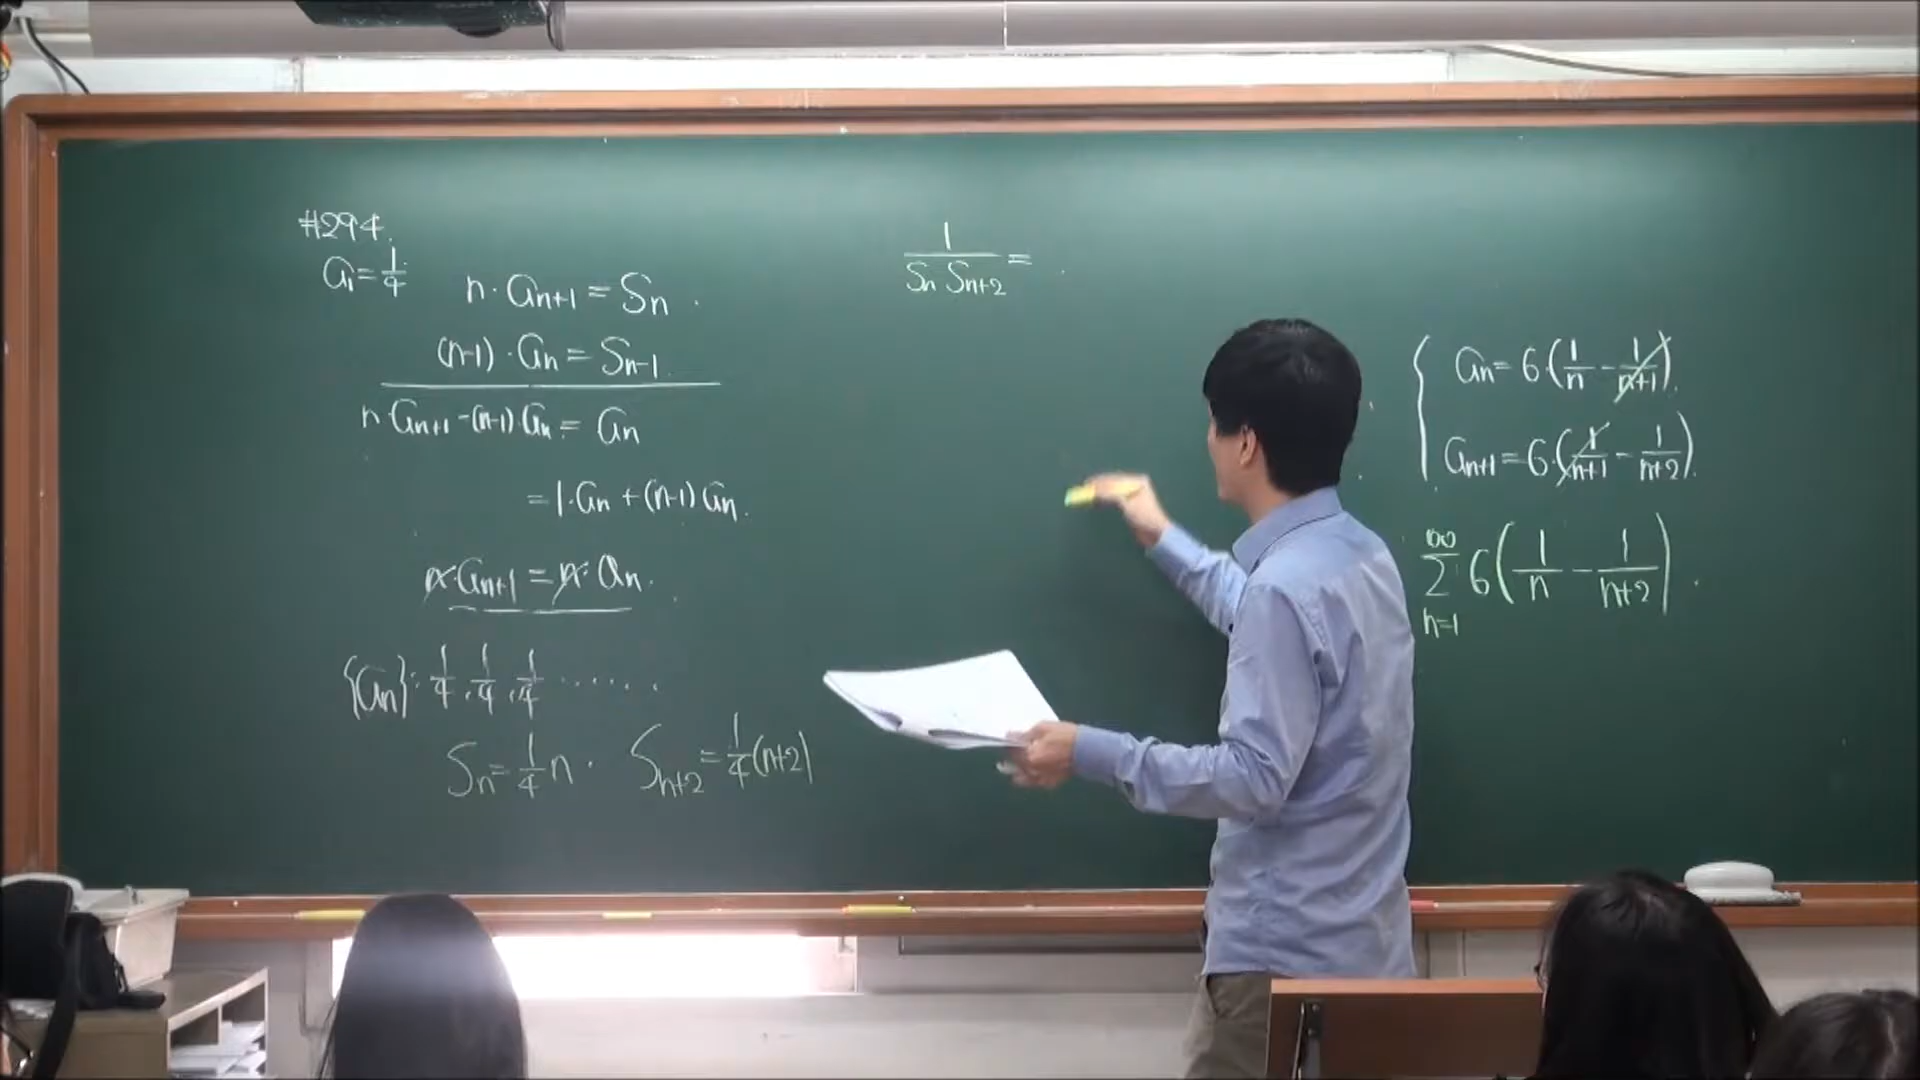 #294.
a₁ = 1/4
n·aₙ₊₁ = Sₙ
(n-1)·aₙ = Sₙ₋₁
n·aₙ₊₁ - (n-1)·aₙ = aₙ
= 1·aₙ + (n-1)aₙ.
n·aₙ₊₁ = n·aₙ.
{aₙ}: 1/4, 1/4, 1/4 ......
Sₙ = 1/4 n · Sₙ₊₂ = 1/4 (n+2)
1/(Sₙ Sₙ₊₂) =
aₙ = 6·(1/n - 1/(n+1)).
aₙ₊₁ = 6·(1/(n+1) - 1/(n+2)).
∞
Σ 6(1/n - 1/(n+2)).
n=1